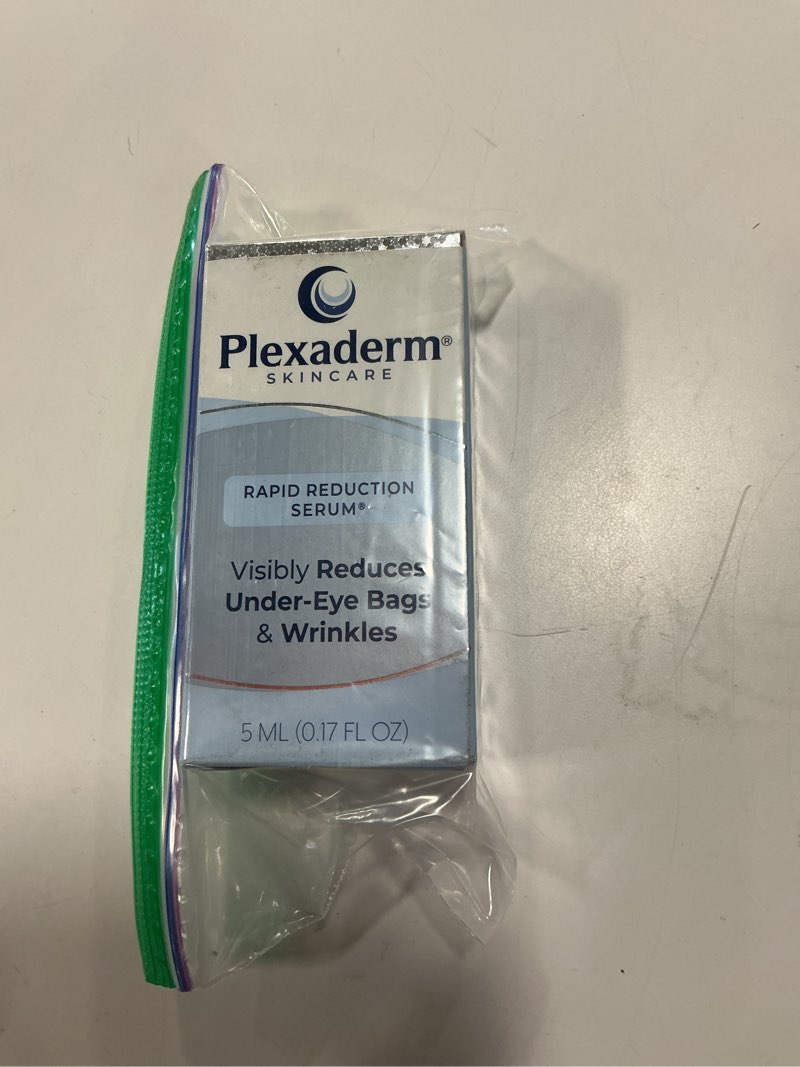 Plexaderm®
SKINCARE
RAPID REDUCTION
SERUM®
Visibly Reduces
Under-Eye Bags
& Wrinkles
5 ML (0.17 FL OZ)